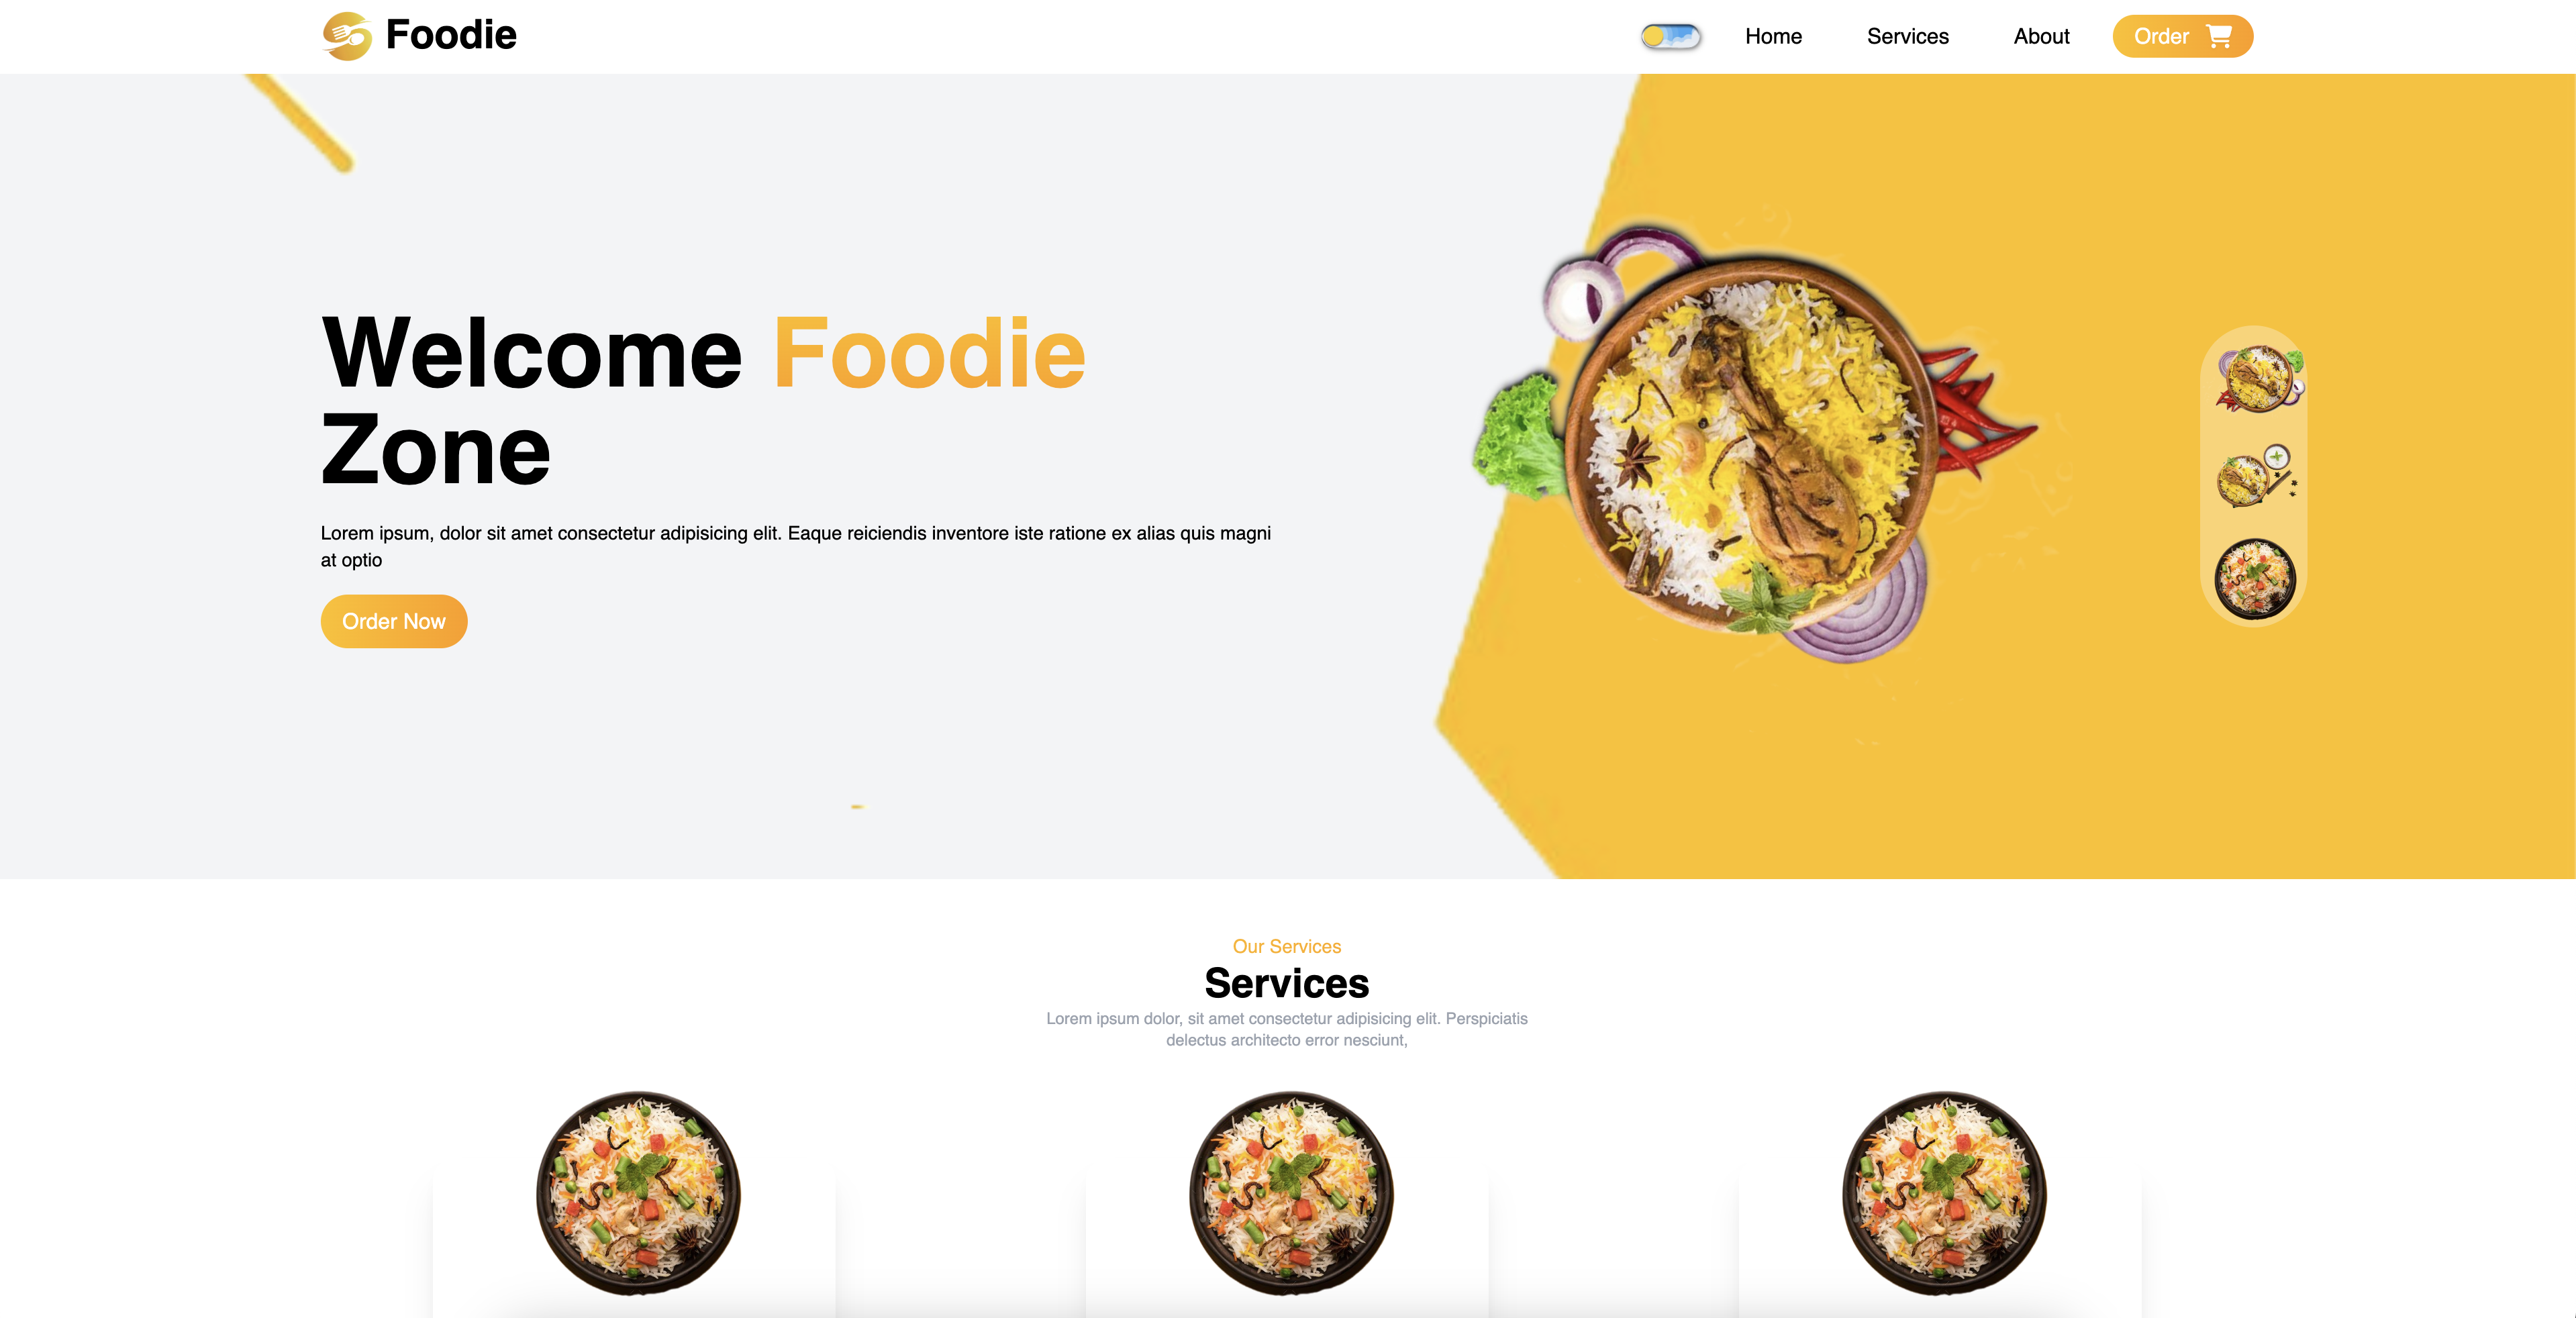 Foodie
Home
Services
About
Order
Welcome Foodie
Zone
Lorem ipsum, dolor sit amet consectetur adipisicing elit. Eaque reiciendis inventore iste ratione ex alias quis magni
at optio
Order Now
Our Services
Services
Lorem ipsum dolor, sit amet consectetur adipisicing elit. Perspiciatis
delectus architecto error nesciunt,